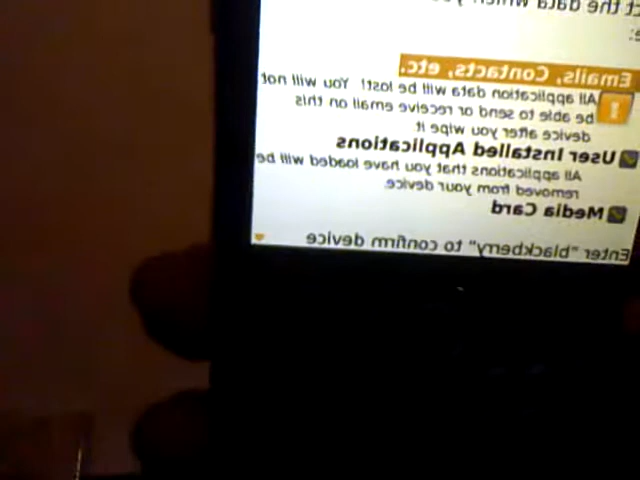 ct the data which
e:
Emails, Contacts, etc.
All application data will be lost! You will not
be able to send or receive email on this
device after you wipe it.
User Installed Applications
All applications that you have loaded will be
removed from your device.
Media Card
Enter "blackberry" to confirm device